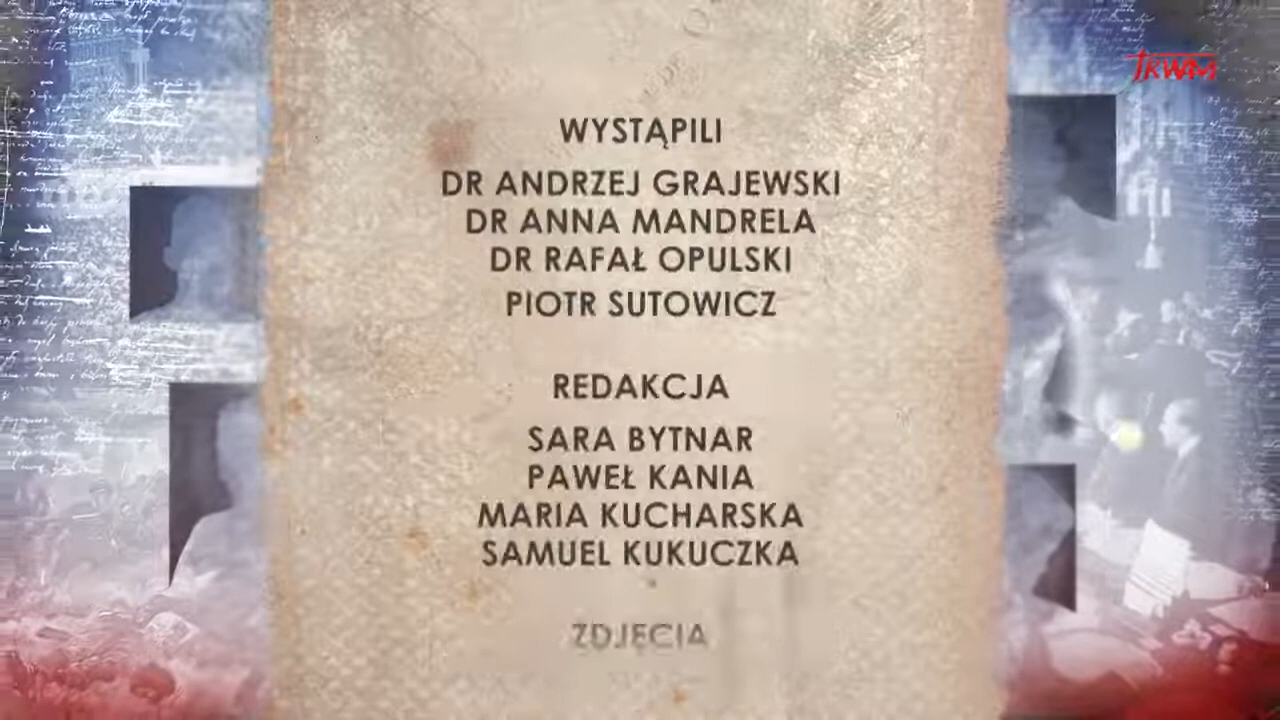 TRWAM
WYSTĄPILI
DR ANDRZEJ GRAJEWSKI
DR ANNA MANDRELA
DR RAFAŁ OPULSKI
PIOTR SUTOWICZ
REDAKCJA
SARA BYTNAR
PAWEŁ KANIA
MARIA KUCHARSKA
SAMUEL KUKUCZKA
ZDJĘCIA